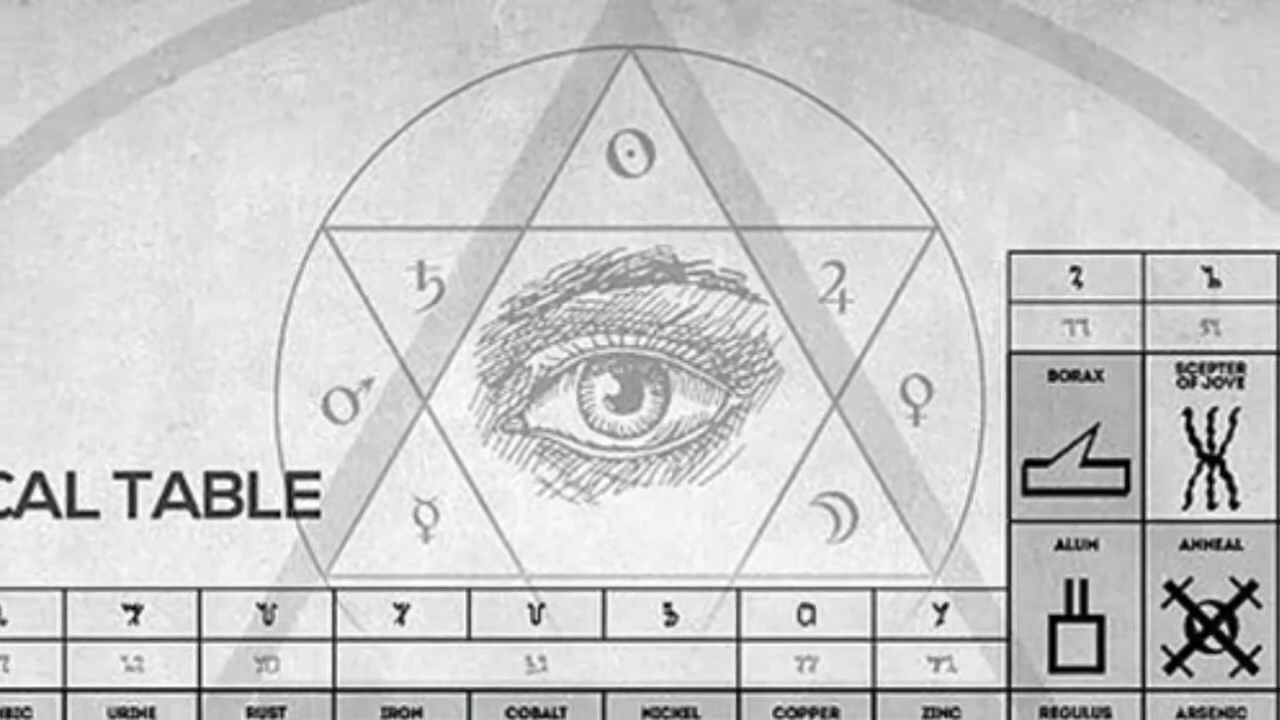 CAL TABLE
BORAX
SCEPTER
OF JOVE
ALUM
ANNEAL
URINE
RUST
IRON
COBALT
NICKEL
COPPER
ZINC
REGULUS
ARSENIC